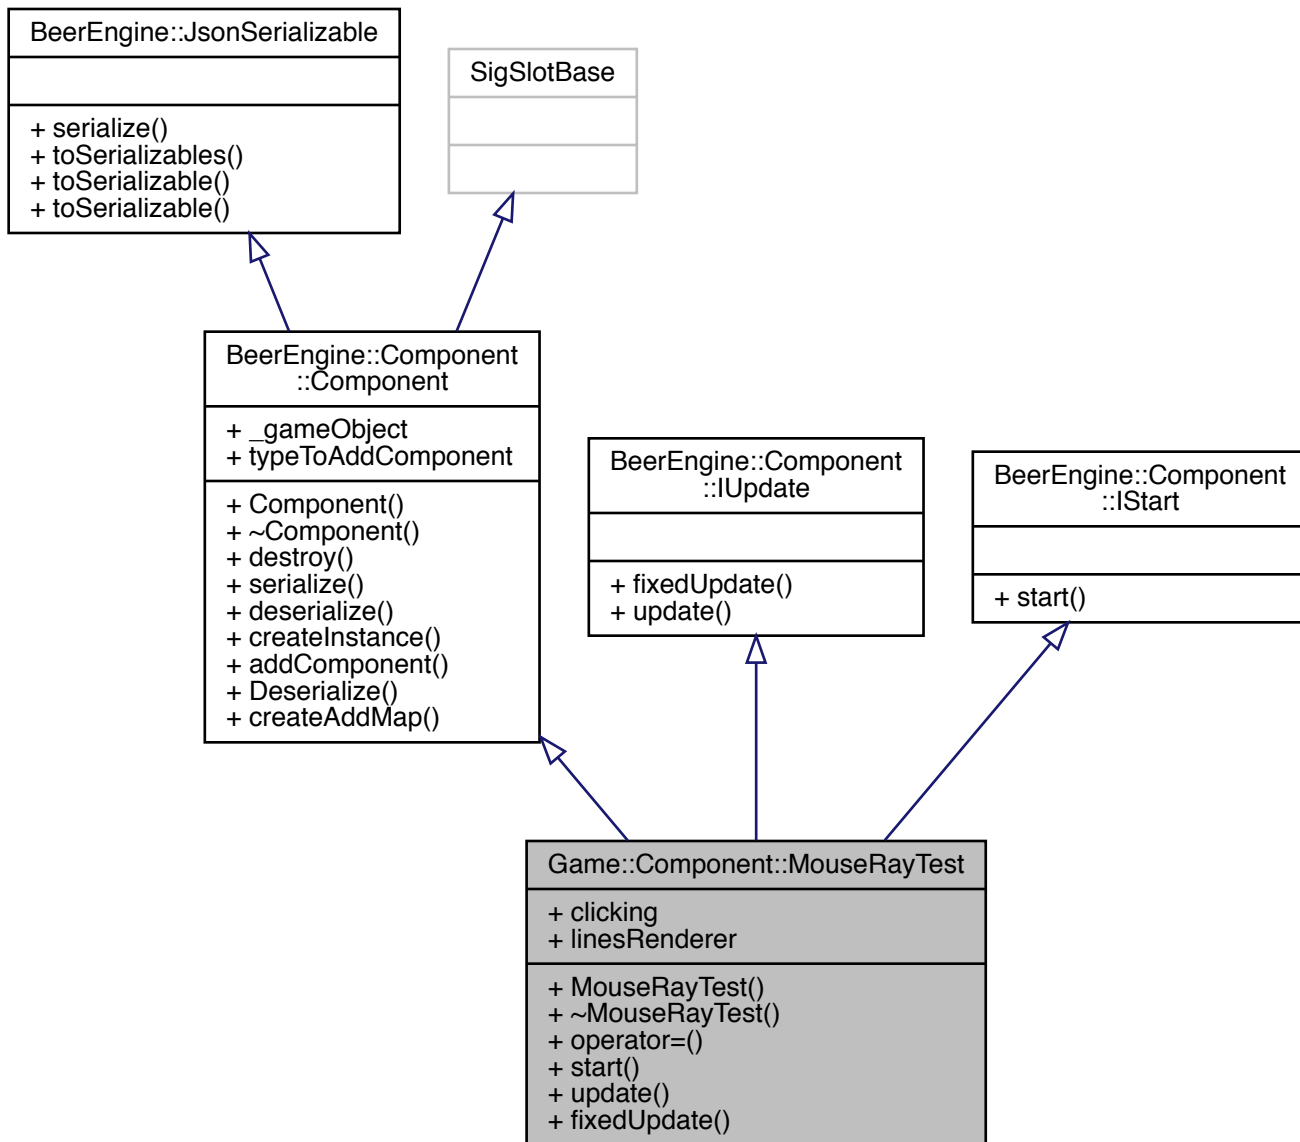 BeerEngine::JsonSerializable
+ serialize()
+ toSerializables()
+ toSerializable()
+ toSerializable()
SigSlotBase
BeerEngine::Component
::Component
+ _gameObject
+ typeToAddComponent
+ Component()
+ ~Component()
+ destroy()
+ serialize()
+ deserialize()
+ createInstance()
+ addComponent()
+ Deserialize()
+ createAddMap()
BeerEngine::Component
::IUpdate
+ fixedUpdate()
+ update()
BeerEngine::Component
::IStart
+ start()
Game::Component::MouseRayTest
+ clicking
+ linesRenderer
+ MouseRayTest()
+ ~MouseRayTest()
+ operator=()
+ start()
+ update()
+ fixedUpdate()